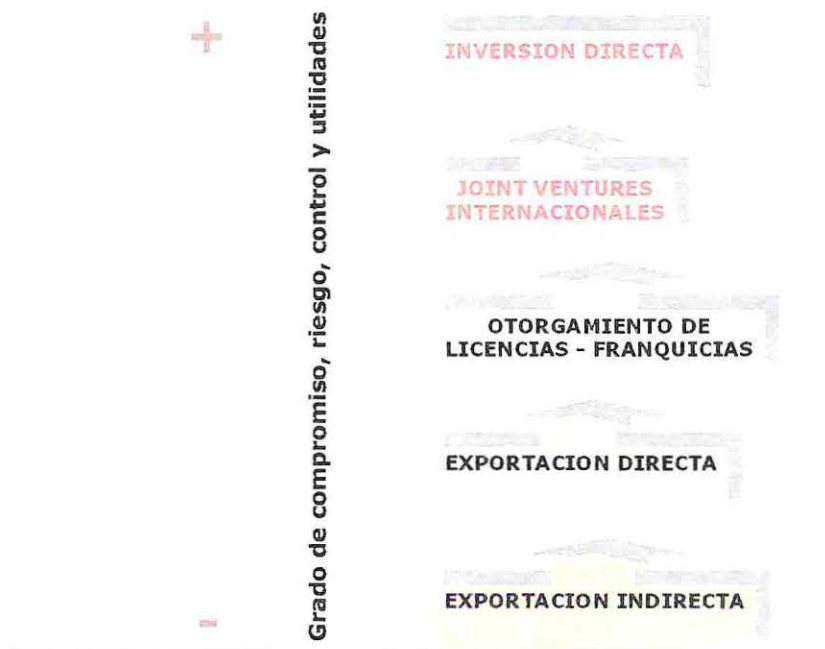 +
Grado de compromiso, riesgo, control y utilidades
-
INVERSION DIRECTA
JOINT VENTURES
INTERNACIONALES
OTORGAMIENTO DE
LICENCIAS - FRANQUICIAS
EXPORTACION DIRECTA
EXPORTACION INDIRECTA